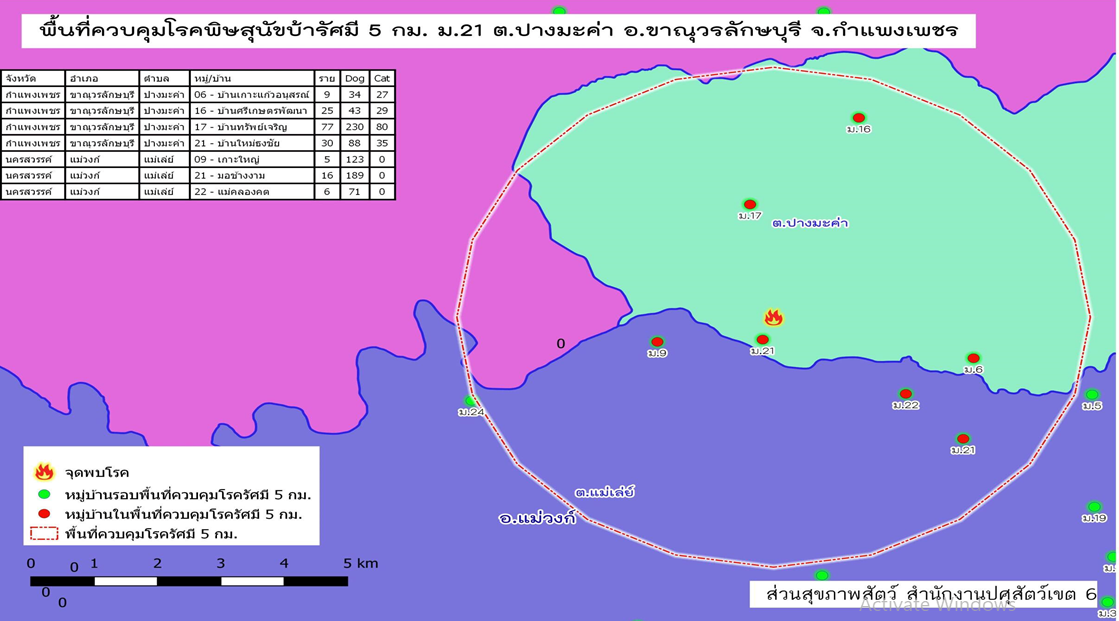 พื้นที่ควบคุมโรคพิษสุนัขบ้ารัศมี 5 กม. ม.21 ต.ปางมะค่า อ.ขาณุวรลักษบุรี จ.กำแพงเพชร
จังหวัด อำเภอ ตำบล หมู่/บ้าน ราย Dog Cat
กำแพงเพชร ขาณุวรลักษบุรี ปางมะค่า 06 - บ้านเกาะแก้วอนุสรณ์ 9 34 27
กำแพงเพชร ขาณุวรลักษบุรี ปางมะค่า 16 - บ้านศรีเกษตรพัฒนา 25 43 29
กำแพงเพชร ขาณุวรลักษบุรี ปางมะค่า 17 - บ้านทรัพย์เจริญ 77 230 80
กำแพงเพชร ขาณุวรลักษบุรี ปางมะค่า 21 - บ้านใหม่ธงชัย 30 88 35
นครสวรรค์ แม่วงก์ แม่เล่ย์ 09 - เกาะใหญ่ 5 123 0
นครสวรรค์ แม่วงก์ แม่เล่ย์ 21 - มอช้างงาม 16 189 0
นครสวรรค์ แม่วงก์ แม่เล่ย์ 22 - แม่คลองคต 6 71 0
ม.16
ม.17
ต.ปางมะค่า
0
ม.9
ม.21
ม.6
ม.24
ม.22
ม.5
ม.21
ต.แม่เล่ย์
อ.แม่วงก์
ม.19
จุดพบโรค
หมู่บ้านรอบพื้นที่ควบคุมโรครัศมี 5 กม.
หมู่บ้านในพื้นที่ควบคุมโรครัศมี 5 กม.
พื้นที่ควบคุมโรครัศมี 5 กม.
0 0 1 2 3 4 5 km
0
0
ส่วนสุขภาพสัตว์ สำนักงานปศุสัตว์เขต 6
Activate Windows